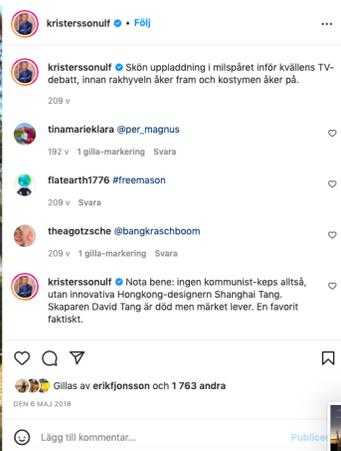 kristerssonulf • Följ
kristerssonulf Skön uppladdning i milspåret inför kvällens TV-
debatt, innan rakhyveln åker fram och kostymen åker på.
209 v
tinamarieklara @per_magnus
192 v 1 gilla-markering Svara
flatearth1776 #freemason
209 v Svara
theagotzsche @bangkraschboom
209 v 1 gilla-markering Svara
kristerssonulf Nota bene: ingen kommunist-keps alltså,
utan innovativa Hongkong-designern Shanghai Tang.
Skaparen David Tang är död men märket lever. En favorit
faktiskt.
Gillas av erikfjonsson och 1 763 andra
DEN 6 MAJ 2018
Lägg till kommentar...